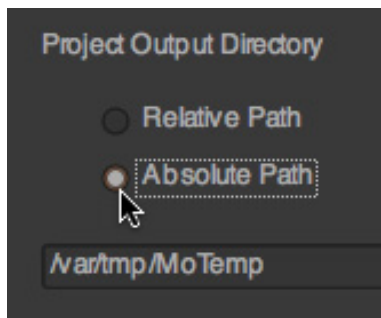 Project Output Directory
Relative Path
Absolute Path
/var/tmp/MoTemp